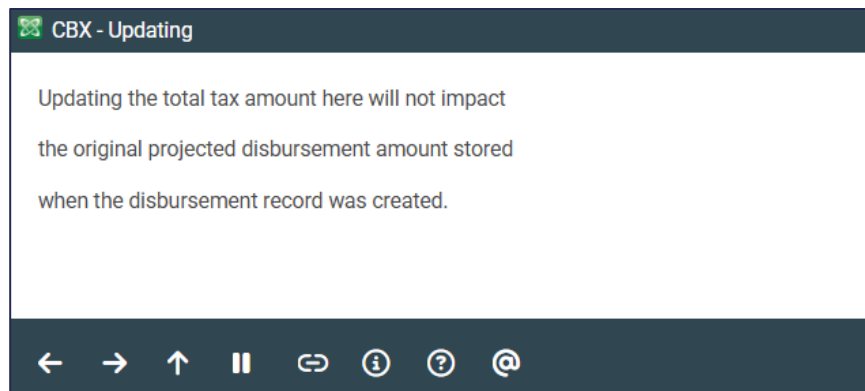 CBX - Updating
Updating the total tax amount here will not impact
the original projected disbursement amount stored
when the disbursement record was created.